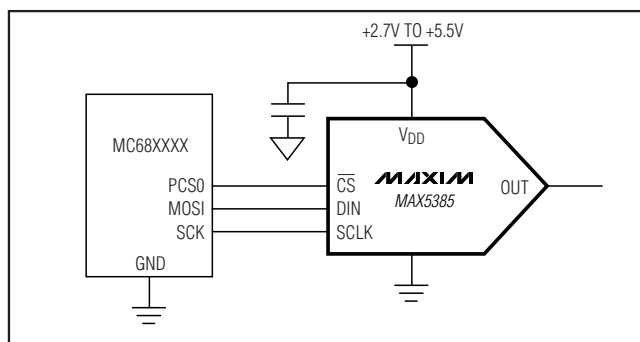 +2.7V TO +5.5V
MC68XXXX
VDD
PCS0
CS
MAXIM
OUT
MOSI
DIN
MAX5385
SCK
SCLK
GND